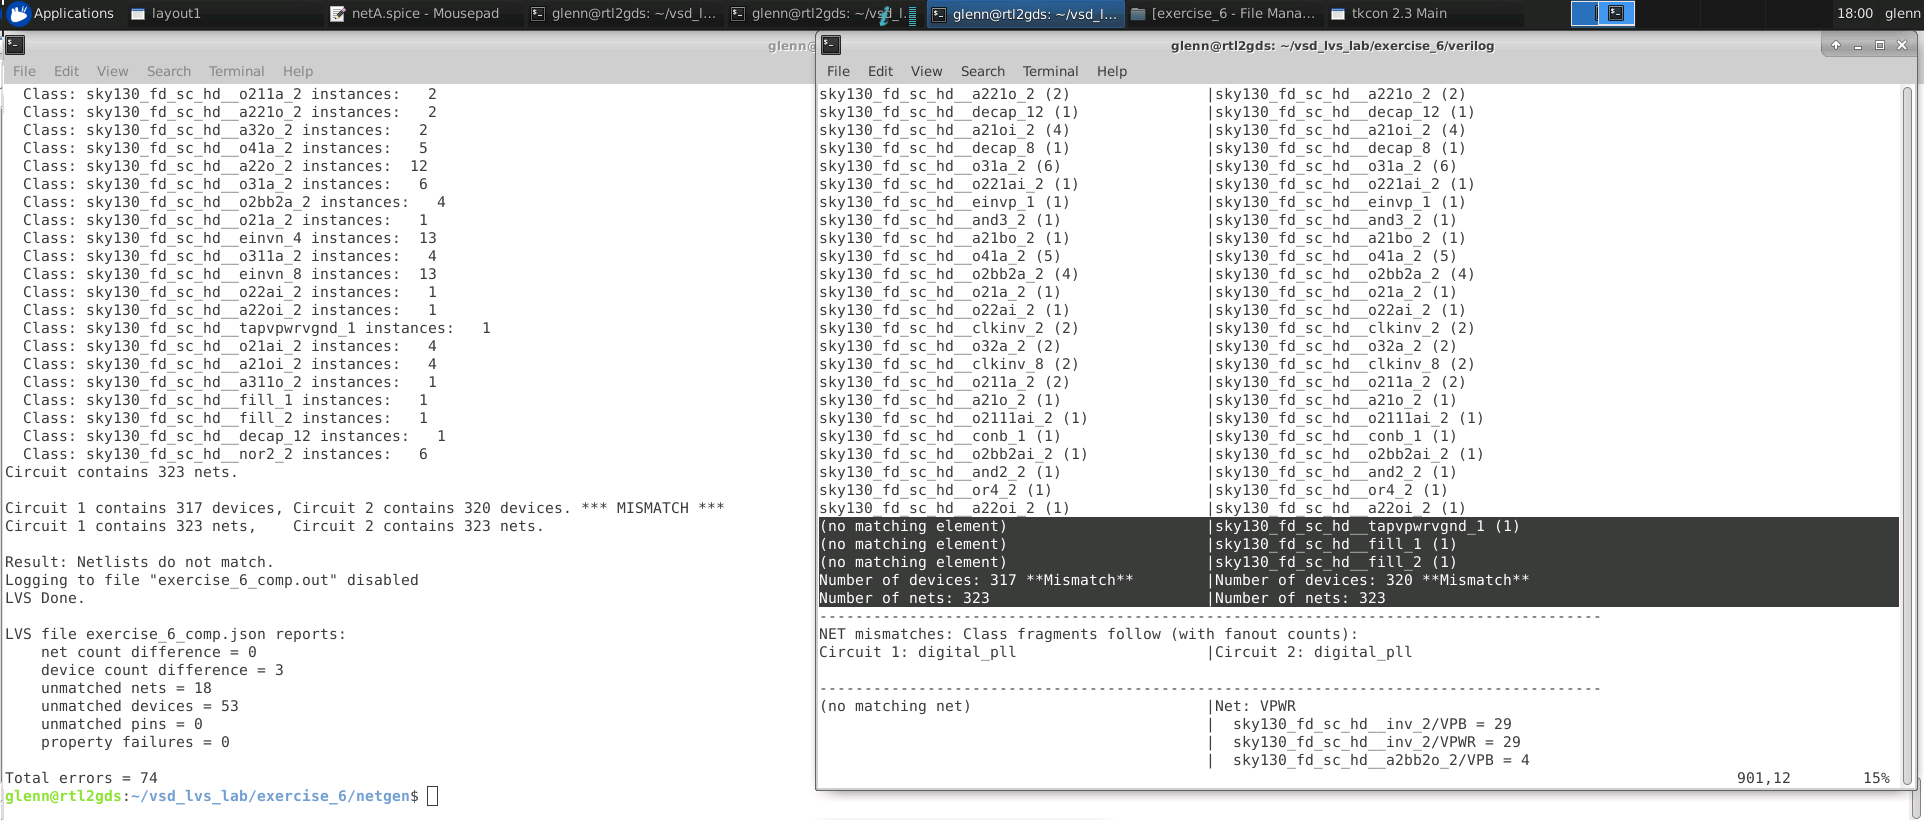 Applications
layout1
netA.spice - Mousepad
glenn@rtl2gds: ~/vsd_l...
glenn@rtl2gds: ~/vsd_l...
glenn@rtl2gds: ~/vsd_l...
[exercise_6 - File Mana...
tkcon 2.3 Main
18:00
glenn
glenn@
File Edit View Search Terminal Help
Class: sky130_fd_sc_hd__o211a_2 instances: 2
Class: sky130_fd_sc_hd__a221o_2 instances: 2
Class: sky130_fd_sc_hd__a32o_2 instances: 2
Class: sky130_fd_sc_hd__o41a_2 instances: 5
Class: sky130_fd_sc_hd__a22o_2 instances: 12
Class: sky130_fd_sc_hd__o31a_2 instances: 6
Class: sky130_fd_sc_hd__o2bb2a_2 instances: 4
Class: sky130_fd_sc_hd__o21a_2 instances: 1
Class: sky130_fd_sc_hd__einvn_4 instances: 13
Class: sky130_fd_sc_hd__o311a_2 instances: 4
Class: sky130_fd_sc_hd__einvn_8 instances: 13
Class: sky130_fd_sc_hd__o22ai_2 instances: 1
Class: sky130_fd_sc_hd__a22oi_2 instances: 1
Class: sky130_fd_sc_hd__tapvpwrvgnd_1 instances: 1
Class: sky130_fd_sc_hd__o21ai_2 instances: 4
Class: sky130_fd_sc_hd__a21oi_2 instances: 4
Class: sky130_fd_sc_hd__a311o_2 instances: 1
Class: sky130_fd_sc_hd__fill_1 instances: 1
Class: sky130_fd_sc_hd__fill_2 instances: 1
Class: sky130_fd_sc_hd__decap_12 instances: 1
Class: sky130_fd_sc_hd__nor2_2 instances: 6
Circuit contains 323 nets.
Circuit 1 contains 317 devices, Circuit 2 contains 320 devices. *** MISMATCH ***
Circuit 1 contains 323 nets, Circuit 2 contains 323 nets.
Result: Netlists do not match.
Logging to file "exercise_6_comp.out" disabled
LVS Done.
LVS file exercise_6_comp.json reports:
net count difference = 0
device count difference = 3
unmatched nets = 18
unmatched devices = 53
unmatched pins = 0
property failures = 0
Total errors = 74
glenn@rtl2gds:~/vsd_lvs_lab/exercise_6/netgen$
glenn@rtl2gds: ~/vsd_lvs_lab/exercise_6/verilog
File Edit View Search Terminal Help
sky130_fd_sc_hd__a221o_2 (2) |sky130_fd_sc_hd__a221o_2 (2)
sky130_fd_sc_hd__decap_12 (1) |sky130_fd_sc_hd__decap_12 (1)
sky130_fd_sc_hd__a21oi_2 (4) |sky130_fd_sc_hd__a21oi_2 (4)
sky130_fd_sc_hd__decap_8 (1) |sky130_fd_sc_hd__decap_8 (1)
sky130_fd_sc_hd__o31a_2 (6) |sky130_fd_sc_hd__o31a_2 (6)
sky130_fd_sc_hd__o221ai_2 (1) |sky130_fd_sc_hd__o221ai_2 (1)
sky130_fd_sc_hd__einvp_1 (1) |sky130_fd_sc_hd__einvp_1 (1)
sky130_fd_sc_hd__and3_2 (1) |sky130_fd_sc_hd__and3_2 (1)
sky130_fd_sc_hd__a21bo_2 (1) |sky130_fd_sc_hd__a21bo_2 (1)
sky130_fd_sc_hd__o41a_2 (5) |sky130_fd_sc_hd__o41a_2 (5)
sky130_fd_sc_hd__o2bb2a_2 (4) |sky130_fd_sc_hd__o2bb2a_2 (4)
sky130_fd_sc_hd__o21a_2 (1) |sky130_fd_sc_hd__o21a_2 (1)
sky130_fd_sc_hd__o22ai_2 (1) |sky130_fd_sc_hd__o22ai_2 (1)
sky130_fd_sc_hd__clkinv_2 (2) |sky130_fd_sc_hd__clkinv_2 (2)
sky130_fd_sc_hd__o32a_2 (2) |sky130_fd_sc_hd__o32a_2 (2)
sky130_fd_sc_hd__clkinv_8 (2) |sky130_fd_sc_hd__clkinv_8 (2)
sky130_fd_sc_hd__o211a_2 (2) |sky130_fd_sc_hd__o211a_2 (2)
sky130_fd_sc_hd__a21o_2 (1) |sky130_fd_sc_hd__a21o_2 (1)
sky130_fd_sc_hd__o2111ai_2 (1) |sky130_fd_sc_hd__o2111ai_2 (1)
sky130_fd_sc_hd__conb_1 (1) |sky130_fd_sc_hd__conb_1 (1)
sky130_fd_sc_hd__o2bb2ai_2 (1) |sky130_fd_sc_hd__o2bb2ai_2 (1)
sky130_fd_sc_hd__and2_2 (1) |sky130_fd_sc_hd__and2_2 (1)
sky130_fd_sc_hd__or4_2 (1) |sky130_fd_sc_hd__or4_2 (1)
sky130_fd_sc_hd__a22oi_2 (1) |sky130_fd_sc_hd__a22oi_2 (1)
(no matching element) |sky130_fd_sc_hd__tapvpwrvgnd_1 (1)
(no matching element) |sky130_fd_sc_hd__fill_1 (1)
(no matching element) |sky130_fd_sc_hd__fill_2 (1)
Number of devices: 317 **Mismatch** |Number of devices: 320 **Mismatch**
Number of nets: 323 |Number of nets: 323
---------------------------------------------------------------------------------------
NET mismatches: Class fragments follow (with fanout counts):
Circuit 1: digital_pll |Circuit 2: digital_pll
---------------------------------------------------------------------------------------
(no matching net) |Net: VPWR
| sky130_fd_sc_hd__inv_2/VPB = 29
| sky130_fd_sc_hd__inv_2/VPWR = 29
| sky130_fd_sc_hd__a2bb2o_2/VPB = 4
901,12 15%